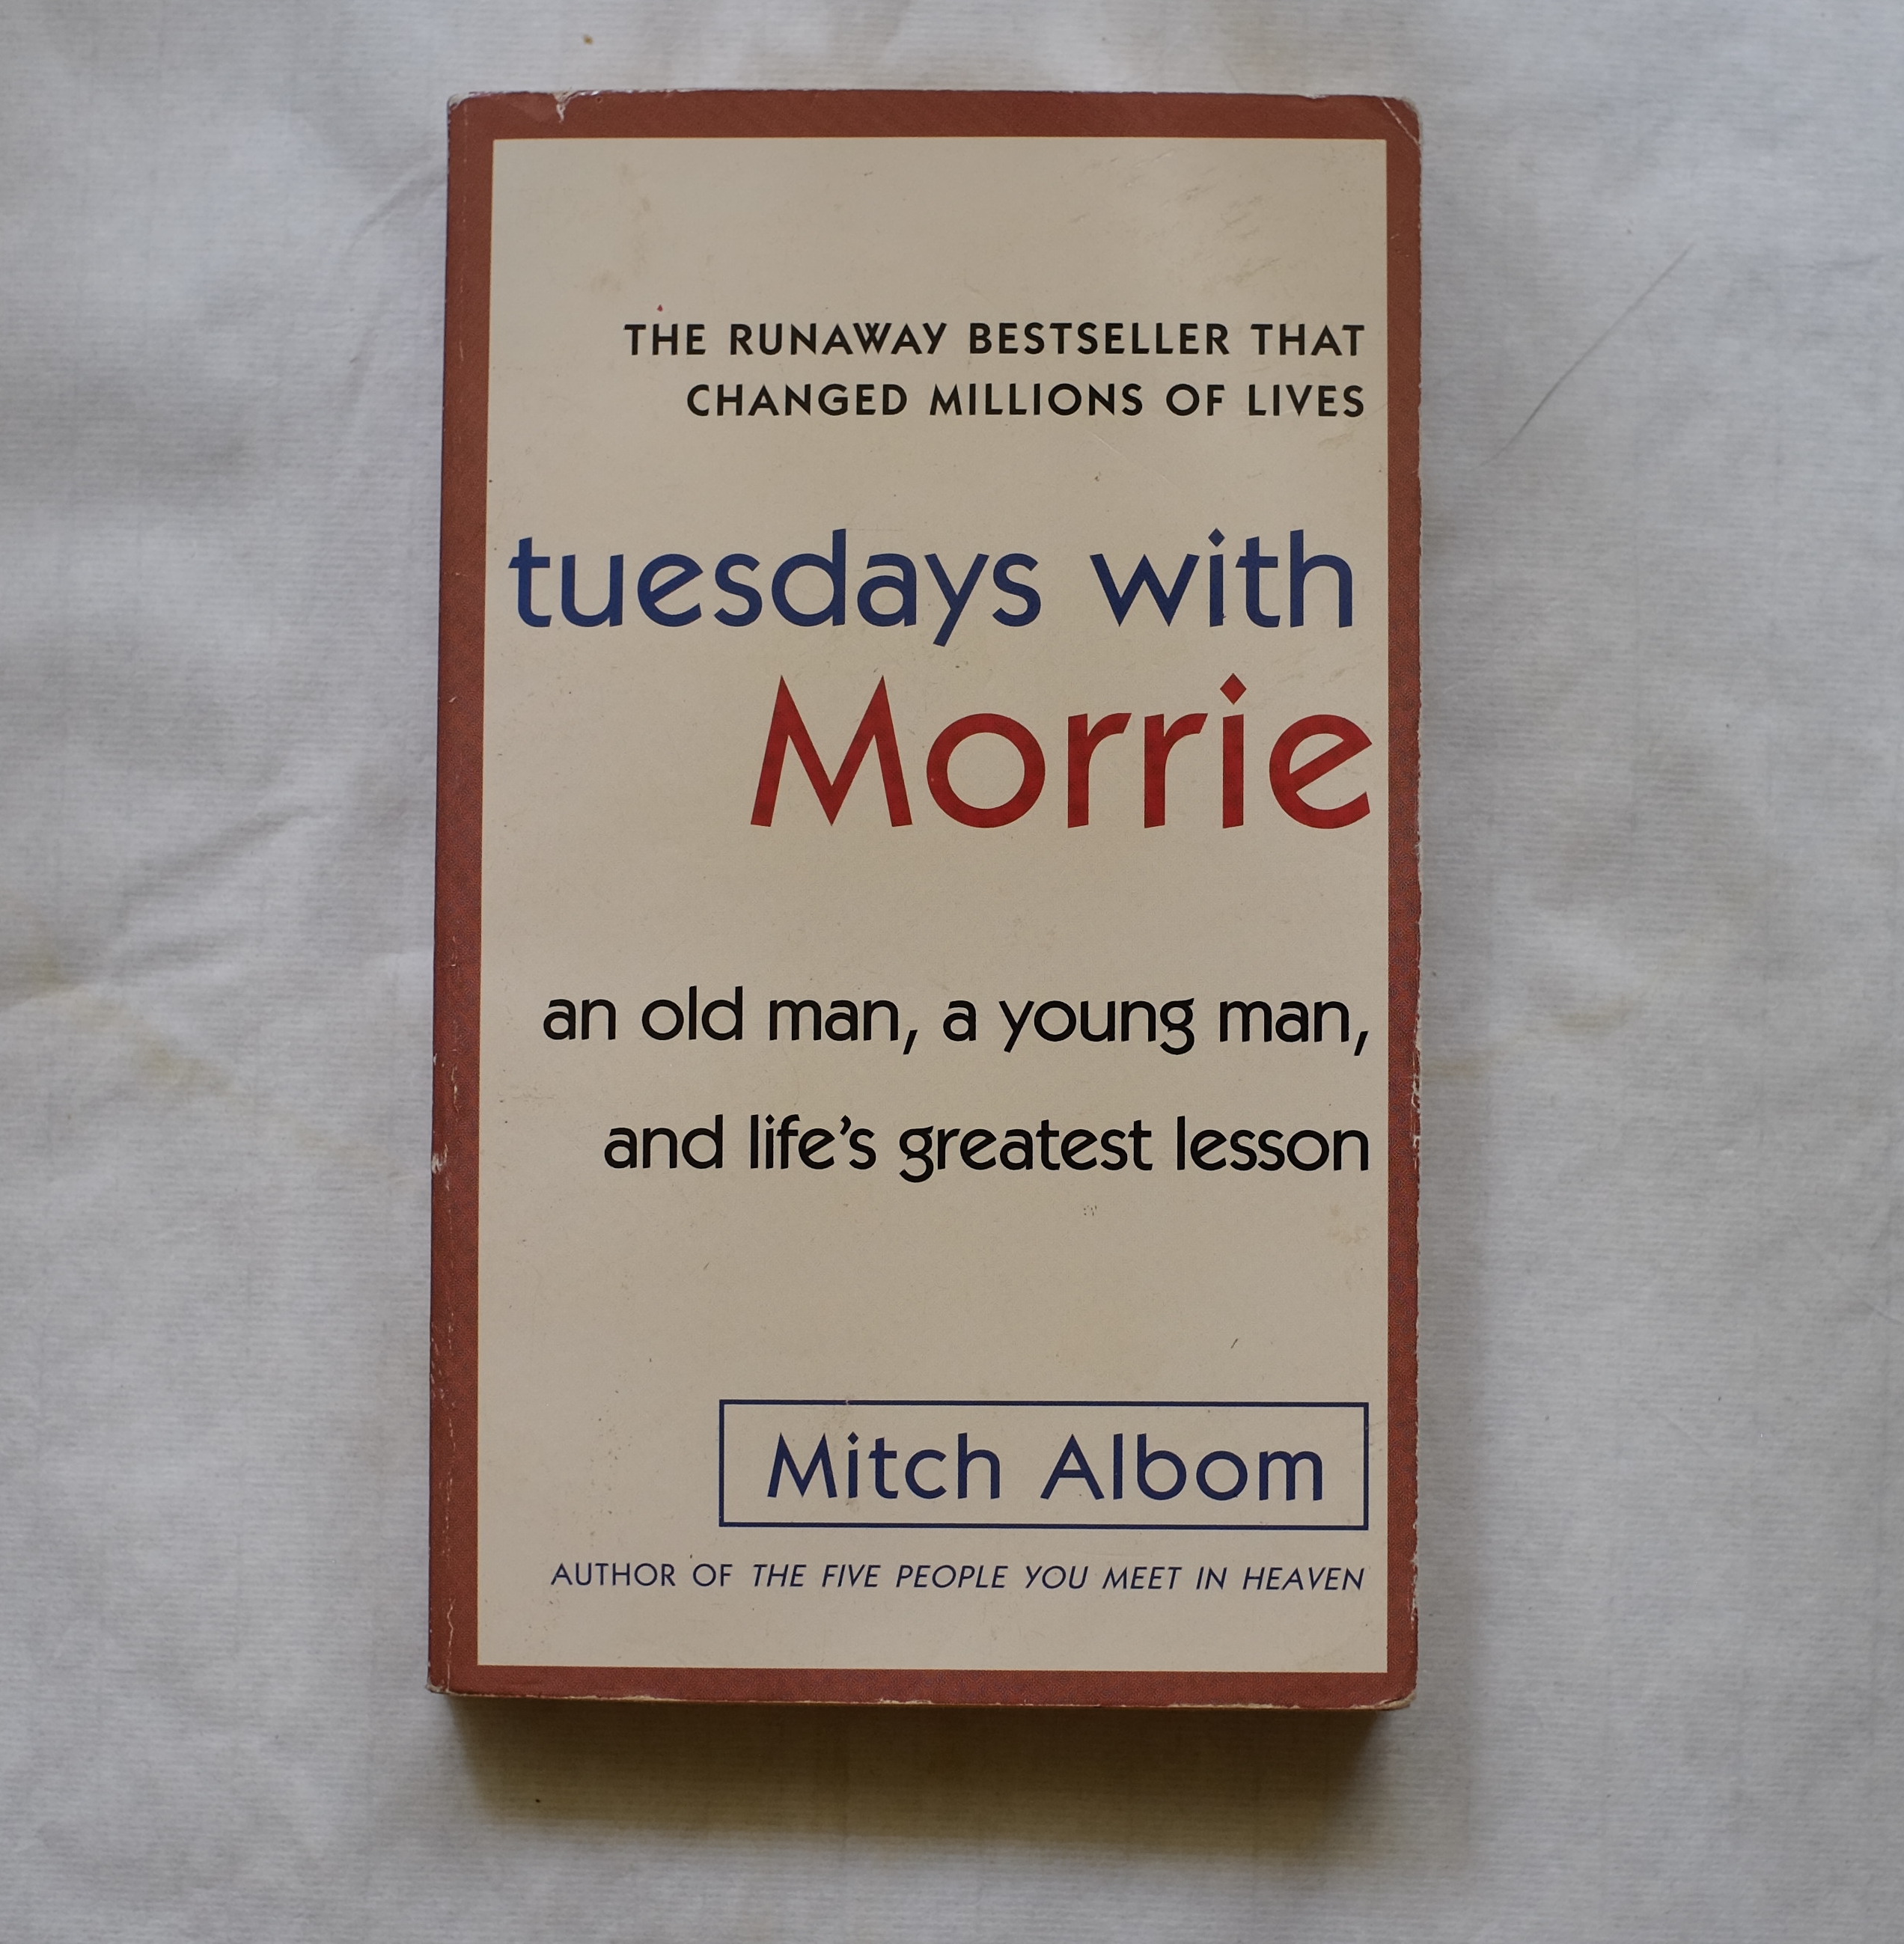 THE RUNAWAY BESTSELLER THAT
CHANGED MILLIONS OF LIVES
tuesdays with
Morrie
an old man, a young man,
and life’s greatest lesson
Mitch Albom
AUTHOR OF THE FIVE PEOPLE YOU MEET IN HEAVEN